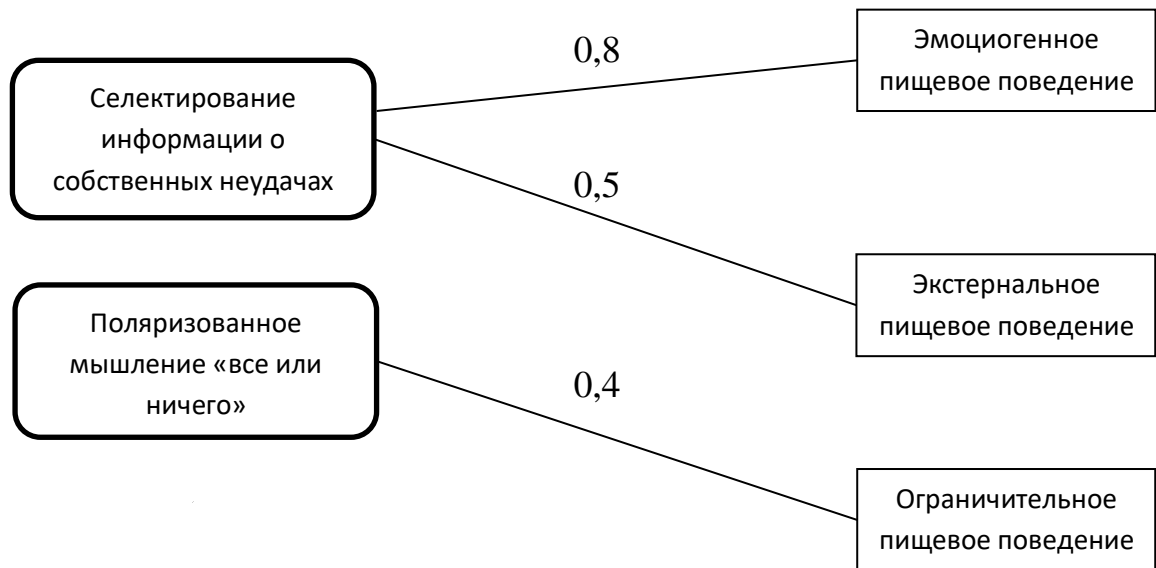 Селектирование
информации о
собственных неудачах
0,8
Эмоциогенное
пищевое поведение
0,5
Экстернальное
пищевое поведение
Поляризованное
мышление «все или
ничего»
0,4
Ограничительное
пищевое поведение